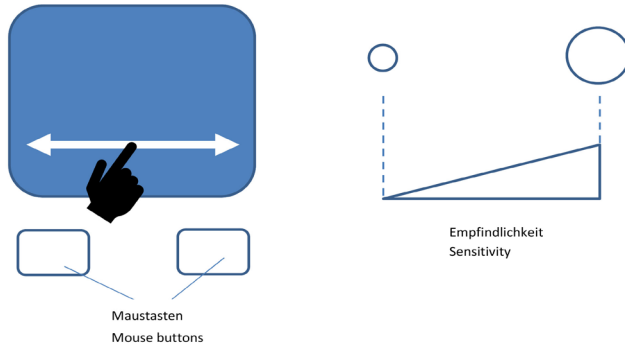 Maustasten
Mouse buttons
Empfindlichkeit
Sensitivity